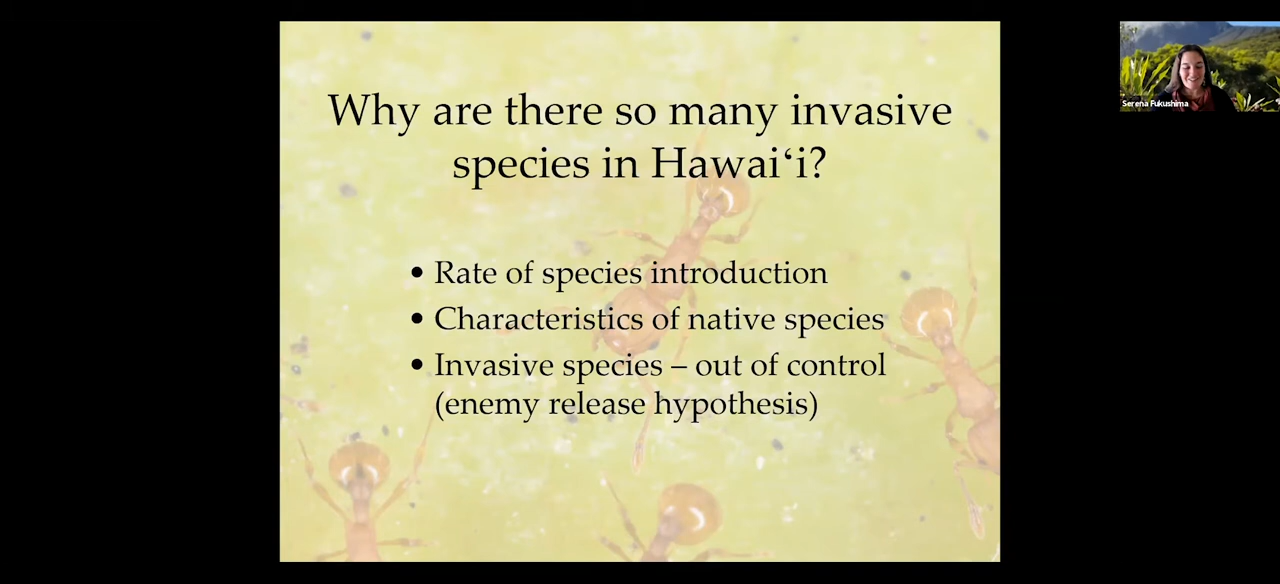 Why are there so many invasive
species in Hawaiʻi?
• Rate of species introduction
• Characteristics of native species
• Invasive species – out of control
(enemy release hypothesis)
Serena Fukushima